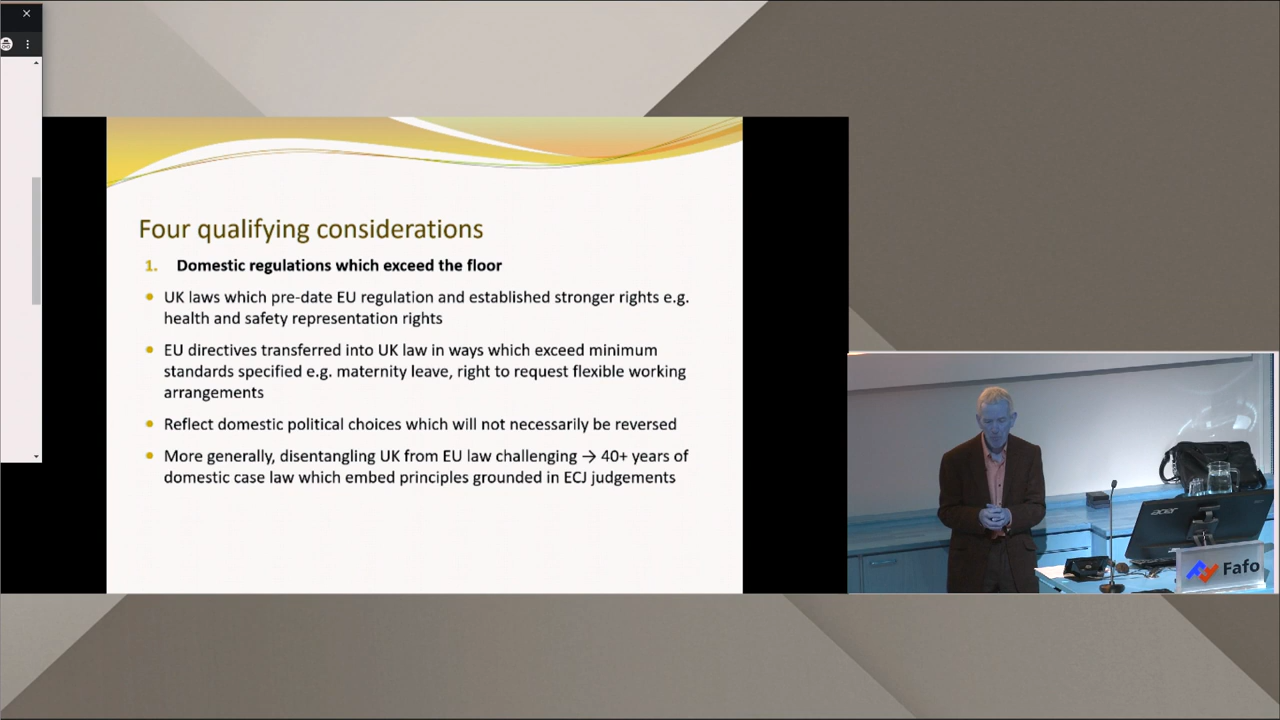 Four qualifying considerations
1. Domestic regulations which exceed the floor
• UK laws which pre-date EU regulation and established stronger rights e.g.
health and safety representation rights
• EU directives transferred into UK law in ways which exceed minimum
standards specified e.g. maternity leave, right to request flexible working
arrangements
• Reflect domestic political choices which will not necessarily be reversed
• More generally, disentangling UK from EU law challenging → 40+ years of
domestic case law which embed principles grounded in ECJ judgements
acer
Fafo